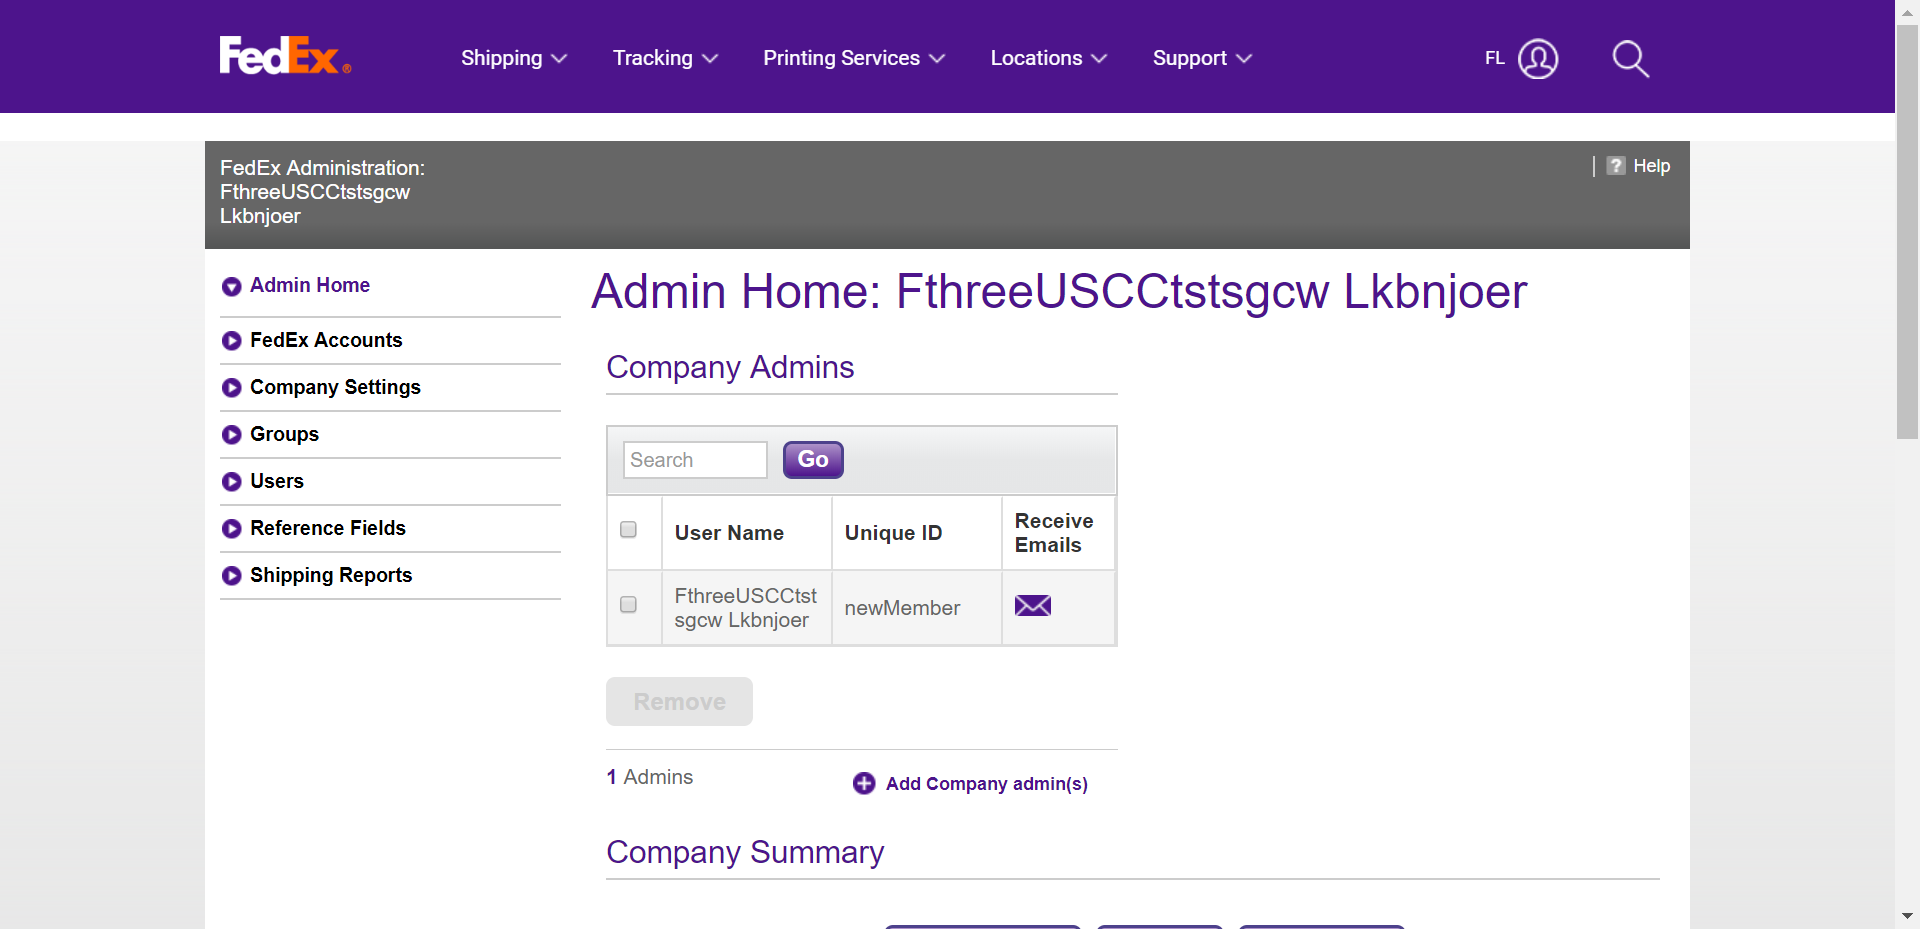 FedEx®
Shipping
Tracking
Printing Services
Locations
Support
FL
FedEx Administration:
FthreeUSCCtstsgcw
Lkbnjoer
? Help
Admin Home
FedEx Accounts
Company Settings
Groups
Users
Reference Fields
Shipping Reports
Admin Home: FthreeUSCCtstsgcw Lkbnjoer
Company Admins
Search
Go
User Name
Unique ID
Receive
Emails
FthreeUSCCtst
sgcw Lkbnjoer
newMember
Remove
1 Admins
Add Company admin(s)
Company Summary